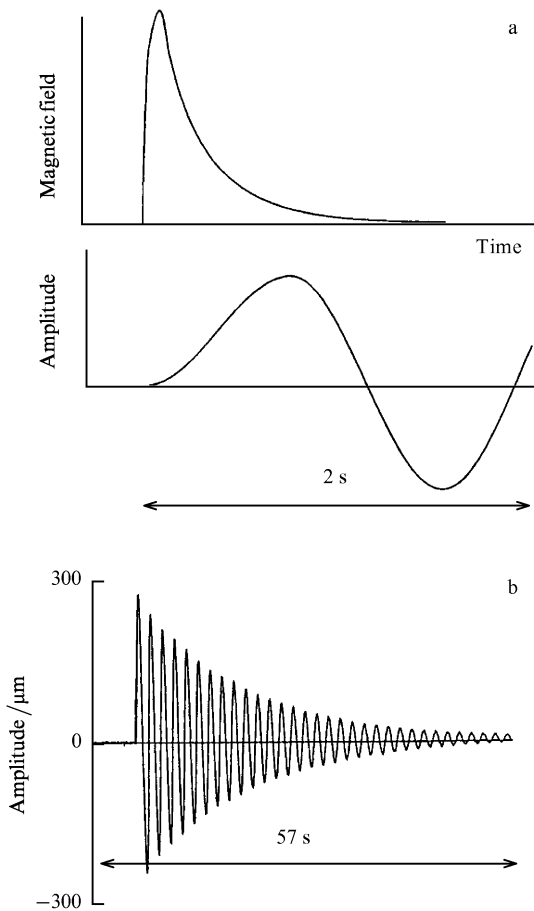 a
Magnetic field
Time
Amplitude
2 s
b
300
0
−300
Amplitude / μm
57 s